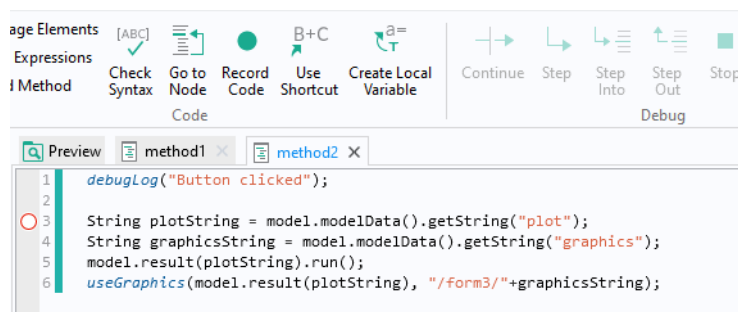 age Elements
Expressions
d Method
[ABC]
Check Syntax
Go to Node
Record Code
B+C
Use Shortcut
a=
Create Local Variable
Code
Continue
Step
Step Into
Step Out
Stop
Debug
Preview
method1
method2
1 debugLog("Button clicked");
2
3 String plotString = model.modelData().getString("plot");
4 String graphicsString = model.modelData().getString("graphics");
5 model.result(plotString).run();
6 useGraphics(model.result(plotString), "/form3/"+graphicsString);